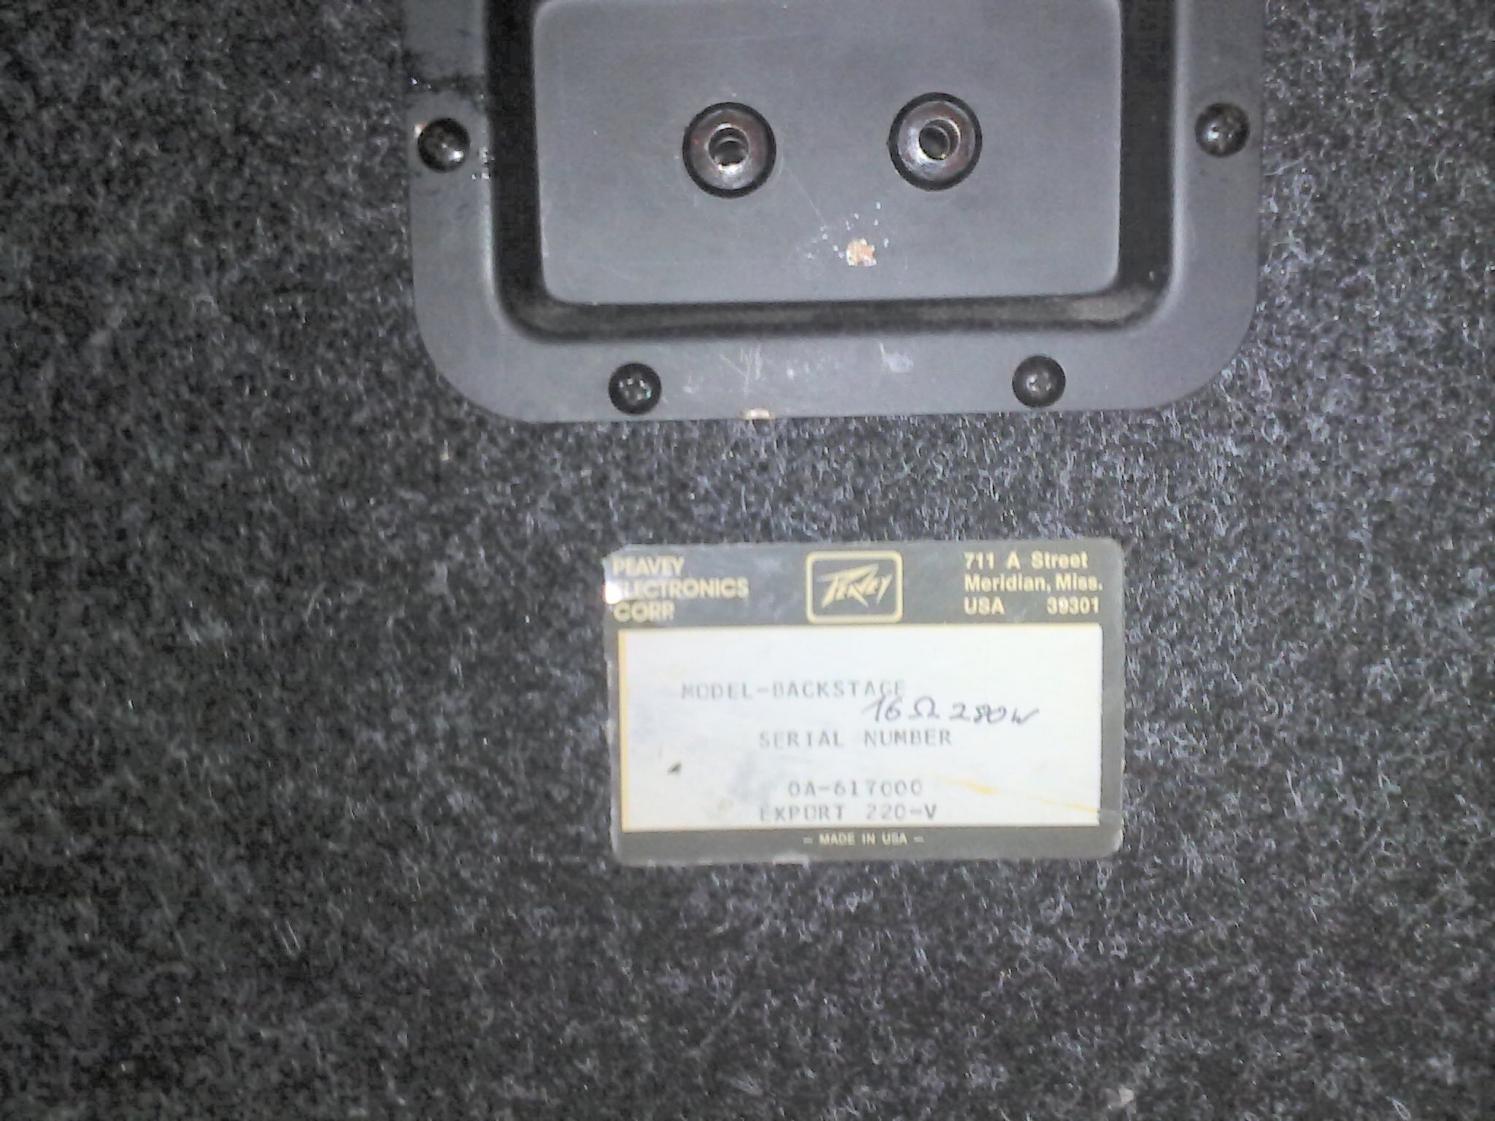 PEAVEY
ELECTRONICS
CORP.
PEAVEY
711 A Street
Meridian, Miss.
USA 39301
MODEL-BACKSTAGE
16Ω 280W
SERIAL NUMBER
0A-617000
EXPORT 220-V
— MADE IN USA —